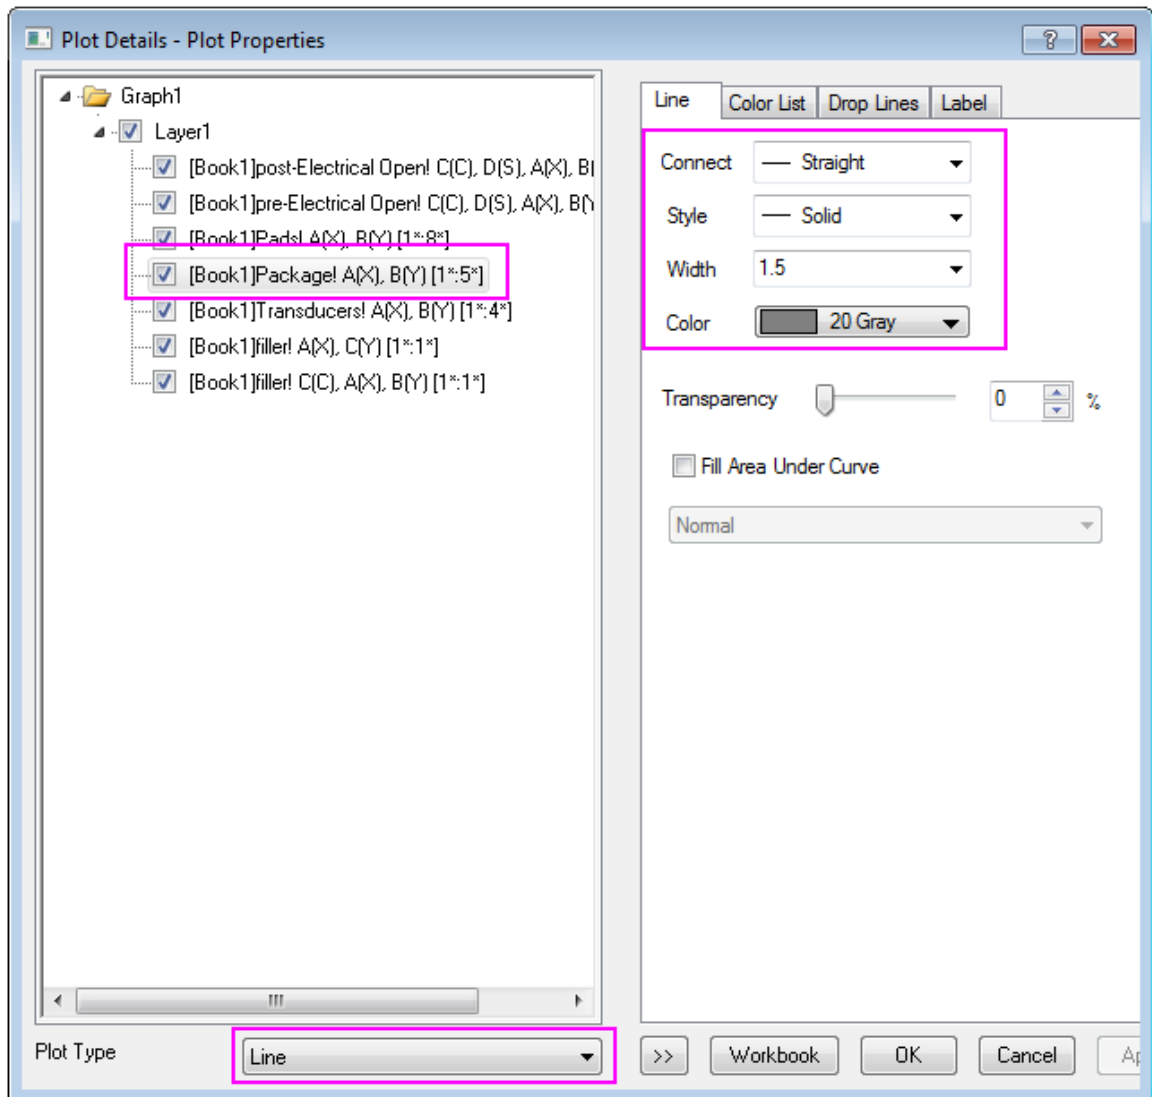 Plot Details - Plot Properties
Graph1
Layer1
[Book1]post-Electrical Open! C(C), D(S), A(X), B(
[Book1]pre-Electrical Open! C(C), D(S), A(X), B(Y
[Book1]Pads! A(X), B(Y) [1*:8*]
[Book1]Package! A(X), B(Y) [1*:5*]
[Book1]Transducers! A(X), B(Y) [1*:4*]
[Book1]filler! A(X), C(Y) [1*:1*]
[Book1]filler! C(C), A(X), B(Y) [1*:1*]
Plot Type
Line
Line Color List Drop Lines Label
Connect Straight
Style Solid
Width 1.5
Color 20 Gray
Transparency 0 %
Fill Area Under Curve
Normal
>> Workbook OK Cancel Ap